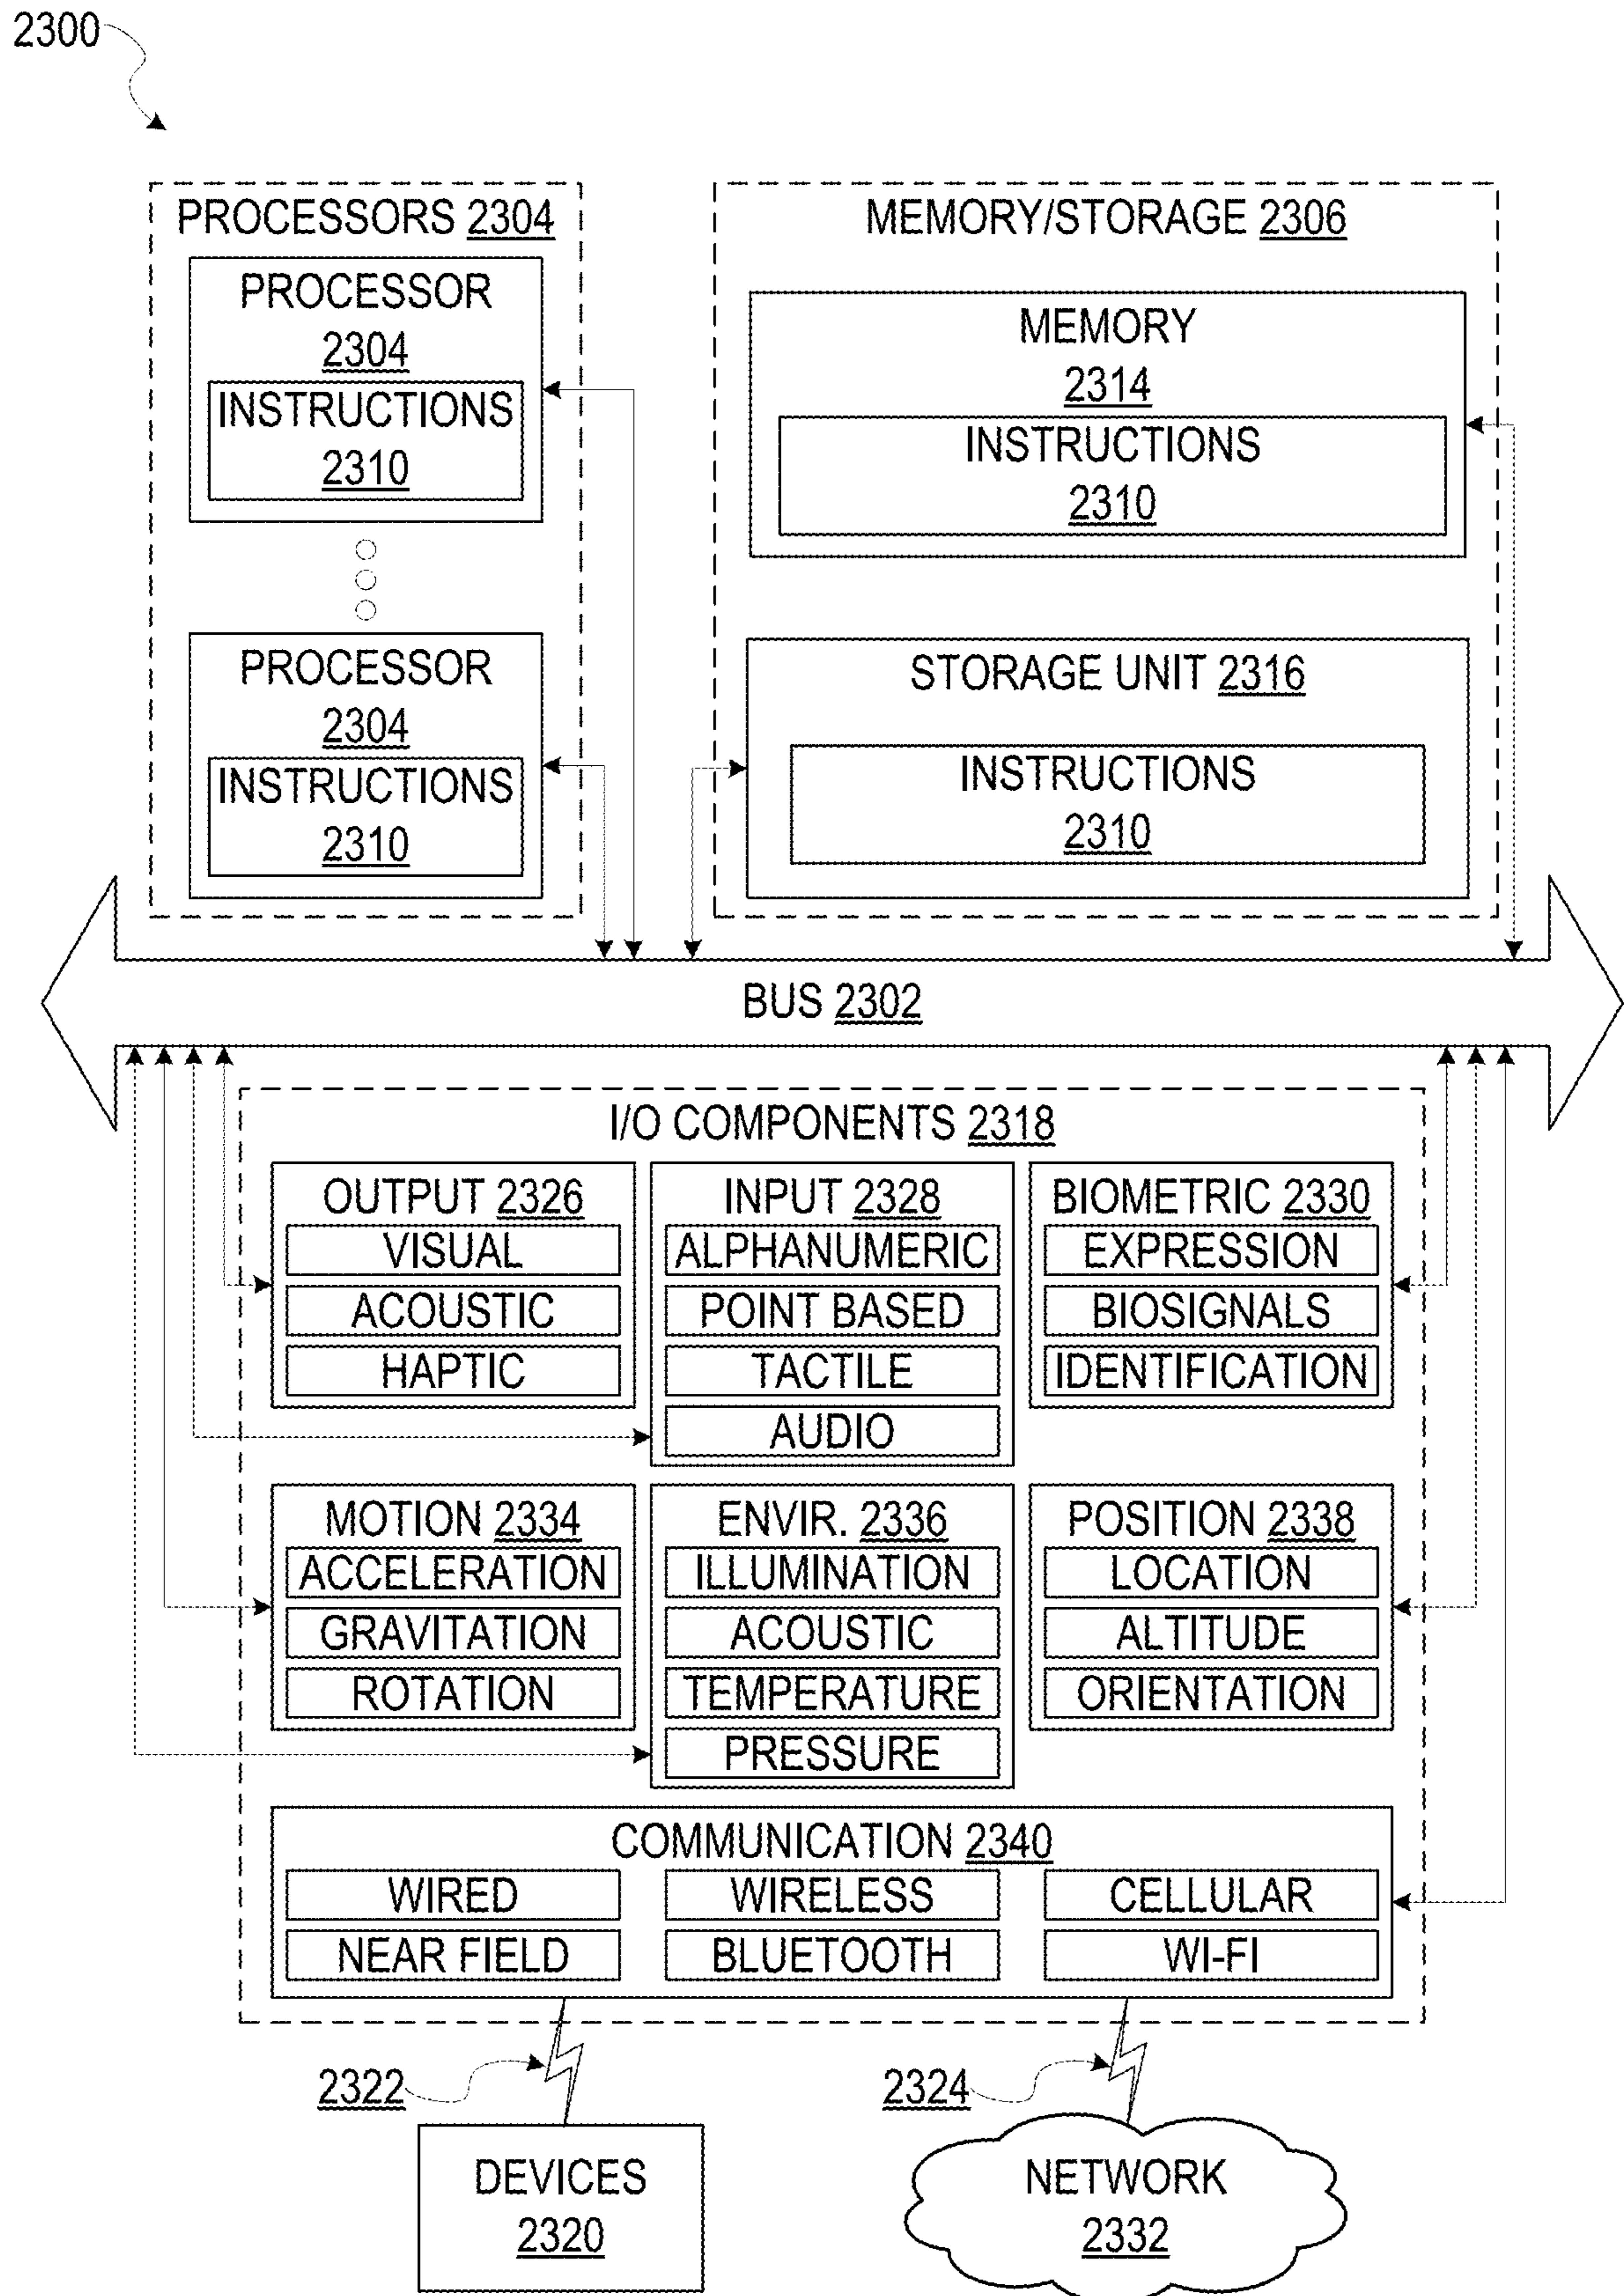 2300
PROCESSORS 2304
PROCESSOR
2304
INSTRUCTIONS
2310
PROCESSOR
2304
INSTRUCTIONS
2310
MEMORY/STORAGE 2306
MEMORY
2314
INSTRUCTIONS
2310
STORAGE UNIT 2316
INSTRUCTIONS
2310
BUS 2302
I/O COMPONENTS 2318
OUTPUT 2326
VISUAL
ACOUSTIC
HAPTIC
INPUT 2328
ALPHANUMERIC
POINT BASED
TACTILE
AUDIO
BIOMETRIC 2330
EXPRESSION
BIOSIGNALS
IDENTIFICATION
MOTION 2334
ACCELERATION
GRAVITATION
ROTATION
ENVIR. 2336
ILLUMINATION
ACOUSTIC
TEMPERATURE
PRESSURE
POSITION 2338
LOCATION
ALTITUDE
ORIENTATION
COMMUNICATION 2340
WIRED
WIRELESS
CELLULAR
NEAR FIELD
BLUETOOTH
WI-FI
2322
2324
DEVICES
2320
NETWORK
2332